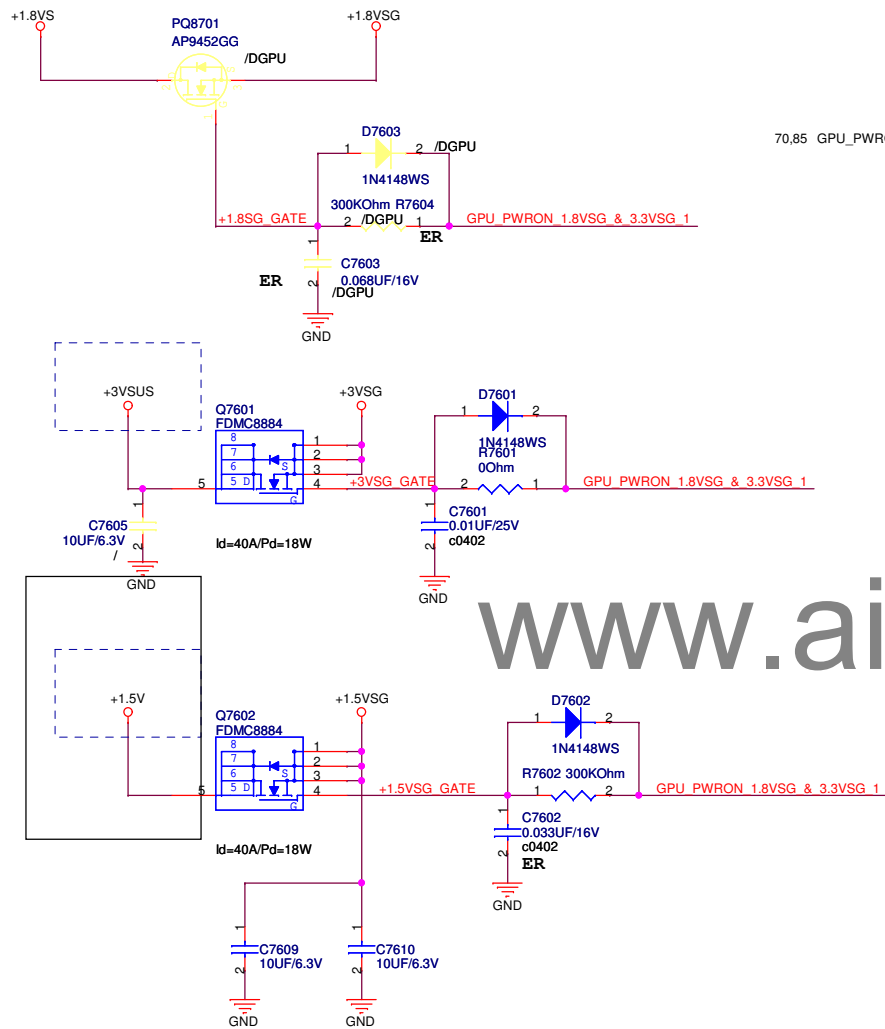 +1.8VS
+1.8VSG
PQ8701
AP9452GG
/DGPU
D7603
1
2
/DGPU
1N4148WS
70,85 GPU_PWR
300KOhm R7604
+1.8SG_GATE
2
/DGPU
1
GPU_PWRON_1.8VSG_&_3.3VSG_1
ER
1
C7603
ER
0.068UF/16V
2
/DGPU
GND
+3VSUS
+3VSG
Q7601
FDMC8884
D7601
1
2
1N4148WS
R7601
0Ohm
8
7
6
5
D
S
G
1
2
3
4
5
+3VSG_GATE
2
1
GPU_PWRON_1.8VSG_&_3.3VSG_1
1
C7605
10UF/6.3V
2
/
GND
Id=40A/Pd=18W
1
C7601
0.01UF/25V
c0402
2
GND
www.ai
+1.5V
+1.5VSG
Q7602
FDMC8884
D7602
1
2
1N4148WS
8
7
6
5
D
S
G
1
2
3
4
5
+1.5VSG_GATE
R7602 300KOhm
1
2
GPU_PWRON_1.8VSG_&_3.3VSG_1
Id=40A/Pd=18W
1
C7602
0.033UF/16V
c0402
2
ER
GND
1
C7609
10UF/6.3V
2
GND
1
C7610
10UF/6.3V
2
GND